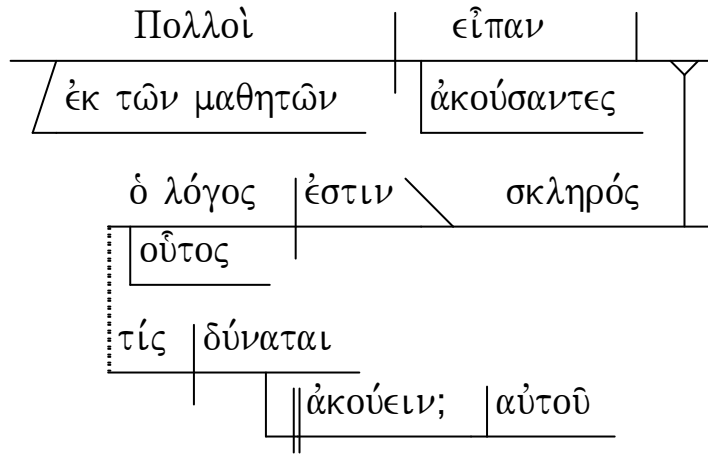 Πολλοὶ εἶπαν
ἐκ τῶν μαθητῶν ἀκούσαντες
ὁ λόγος ἐστιν σκληρός
οὗτος
τίς δύναται
ἀκούειν; αὐτοῦ